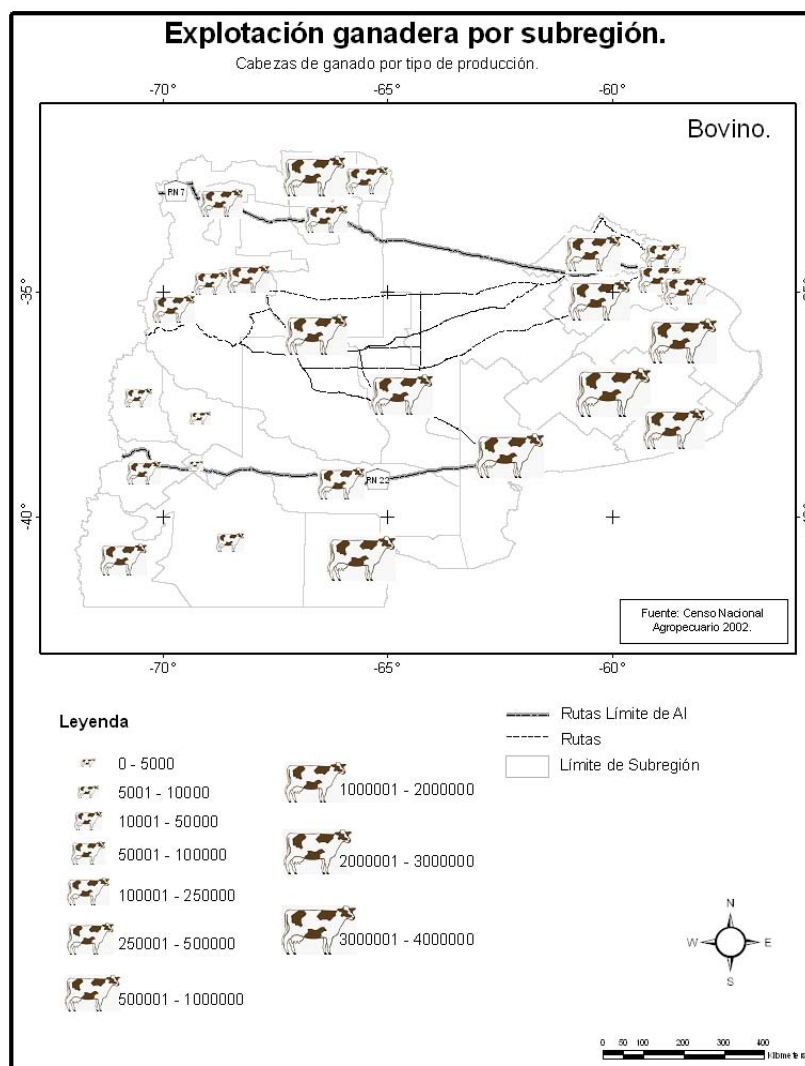 Explotación ganadera por subregión.
Cabezas de ganado por tipo de producción.
-70° -65° -60°
Bovino.
RN 7
-35° -35°
RN 22
-40° -40°
Fuente: Censo Nacional
Agropecuario 2002.
-70° -65° -60°
Leyenda
0 - 5000
5001 - 10000
10001 - 50000
50001 - 100000
100001 - 250000
250001 - 500000
500001 - 1000000
1000001 - 2000000
2000001 - 3000000
3000001 - 4000000
Rutas Límite de AI
Rutas
Límite de Subregión
N
W E
S
0 50 100 200 300 400